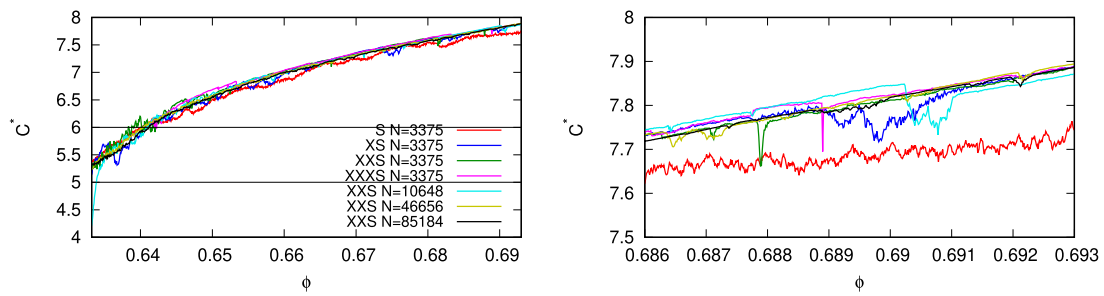 8
7.5
7
6.5
6
5.5
5
4.5
4
C*
0.64 0.65 0.66 0.67 0.68 0.69
ϕ
S N=3375
XS N=3375
XXS N=3375
XXXS N=3375
XXS N=10648
XXS N=46656
XXS N=85184
8
7.9
7.8
7.7
7.6
7.5
C*
0.686 0.687 0.688 0.689 0.69 0.691 0.692 0.693
ϕ